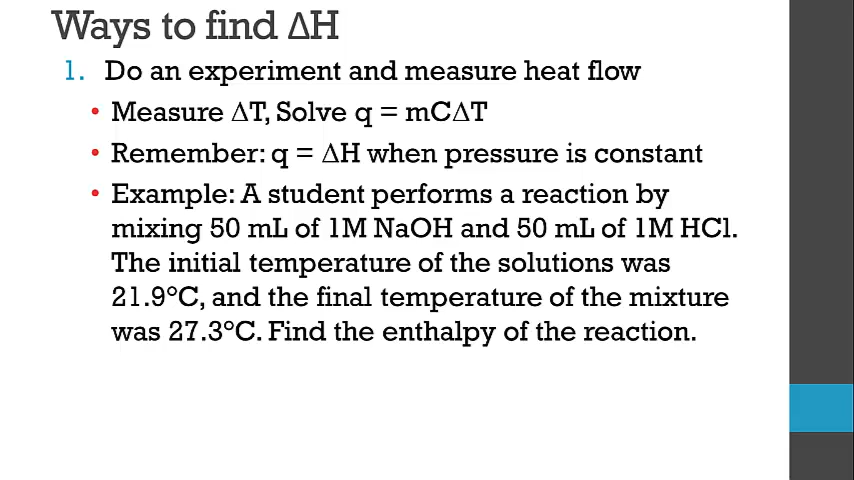 Ways to find ΔH
1. Do an experiment and measure heat flow
• Measure ΔT, Solve q = mCΔT
• Remember: q = ΔH when pressure is constant
• Example: A student performs a reaction by
mixing 50 mL of 1M NaOH and 50 mL of 1M HCl.
The initial temperature of the solutions was
21.9°C, and the final temperature of the mixture
was 27.3°C. Find the enthalpy of the reaction.